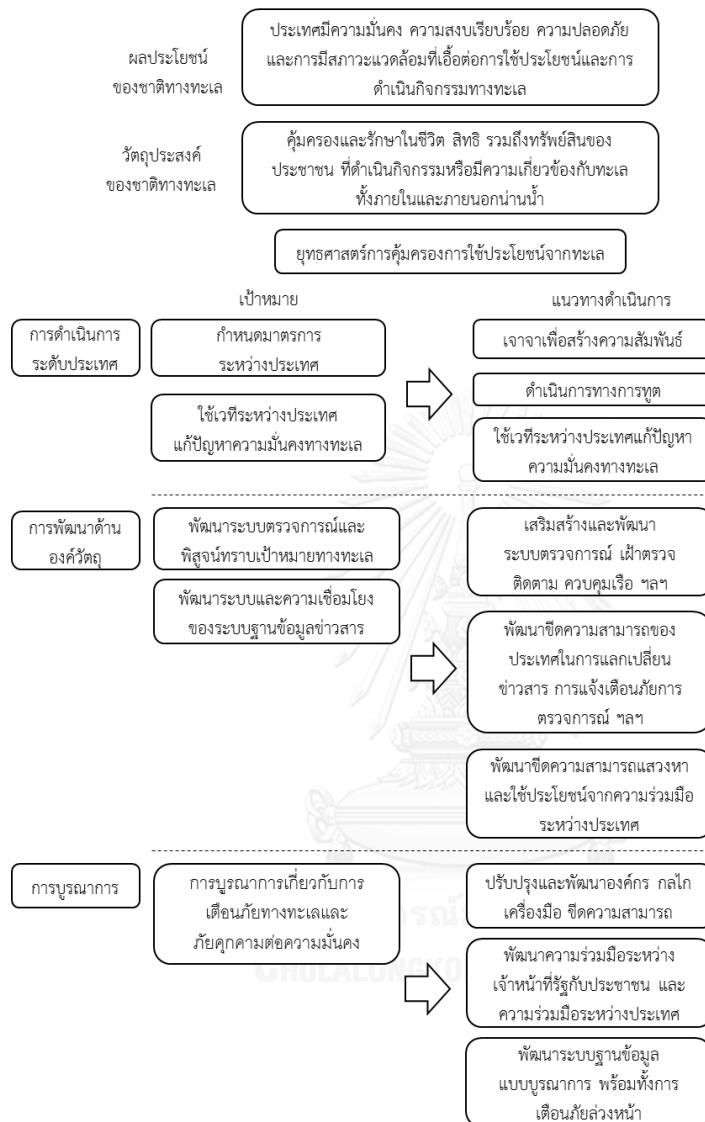 ผลประโยชน์
ของชาติทางทะเล
ประเทศมีความมั่นคง ความสงบเรียบร้อย ความปลอดภัย
และการมีสภาวะแวดล้อมที่เอื้อต่อการใช้ประโยชน์และการ
ดำเนินกิจกรรมทางทะเล
วัตถุประสงค์
ของชาติทางทะเล
คุ้มครองและรักษาในชีวิต สิทธิ รวมถึงทรัพย์สินของ
ประชาชน ที่ดำเนินกิจกรรมหรือมีความเกี่ยวข้องกับทะเล
ทั้งภายในและภายนอกน่านน้ำ
ยุทธศาสตร์การคุ้มครองการใช้ประโยชน์จากทะเล
เป้าหมาย
แนวทางดำเนินการ
การดำเนินการ
ระดับประเทศ
กำหนดมาตรการ
ระหว่างประเทศ
ใช้เวทีระหว่างประเทศ
แก้ปัญหาความมั่นคงทางทะเล
เจาจาเพื่อสร้างความสัมพันธ์
ดำเนินการทางการทูต
ใช้เวทีระหว่างประเทศแก้ปัญหา
ความมั่นคงทางทะเล
การพัฒนาด้าน
องค์วัตถุ
พัฒนาระบบตรวจการณ์และ
พิสูจน์ทราบเป้าหมายทางทะเล
พัฒนาระบบและความเชื่อมโยง
ของระบบฐานข้อมูลข่าวสาร
เสริมสร้างและพัฒนา
ระบบตรวจการณ์ เฝ้าตรวจ
ติดตาม ควบคุมเรือ ฯลฯ
พัฒนาขีดความสามารถของ
ประเทศในการแลกเปลี่ยน
ข่าวสาร การแจ้งเตือนภัยการ
ตรวจการณ์ ฯลฯ
พัฒนาขีดความสามารถแสวงหา
และใช้ประโยชน์จากความร่วมมือ
ระหว่างประเทศ
การบูรณาการ
การบูรณาการเกี่ยวกับการ
เตือนภัยทางทะเลและ
ภัยคุกคามต่อความมั่นคง
ปรับปรุงและพัฒนาองค์กร กลไก
เครื่องมือ ขีดความสามารถ
พัฒนาความร่วมมือระหว่าง
เจ้าหน้าที่รัฐกับประชาชน และ
ความร่วมมือระหว่างประเทศ
พัฒนาระบบฐานข้อมูล
แบบบูรณาการ พร้อมทั้งการ
เตือนภัยล่วงหน้า